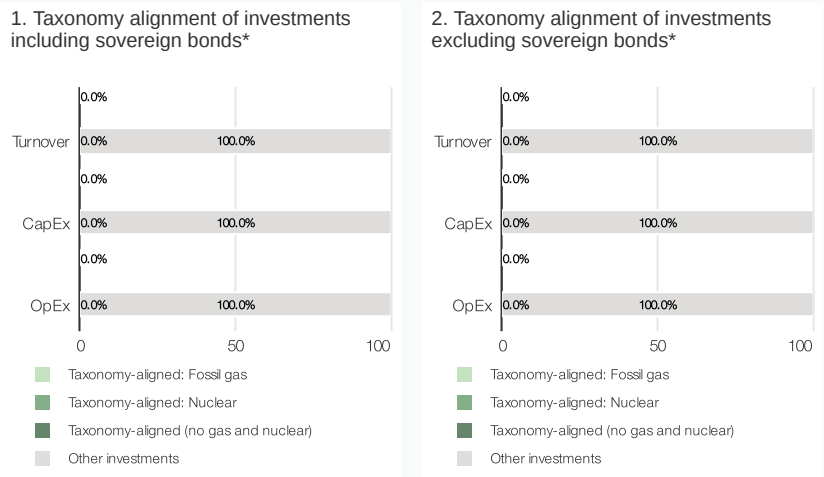 1. Taxonomy alignment of investments
including sovereign bonds*
0.0%
Turnover 0.0% 100.0%
0.0%
CapEx 0.0% 100.0%
0.0%
OpEx 0.0% 100.0%
0 50 100
Taxonomy-aligned: Fossil gas
Taxonomy-aligned: Nuclear
Taxonomy-aligned (no gas and nuclear)
Other investments
2. Taxonomy alignment of investments
excluding sovereign bonds*
0.0%
Turnover 0.0% 100.0%
0.0%
CapEx 0.0% 100.0%
0.0%
OpEx 0.0% 100.0%
0 50 100
Taxonomy-aligned: Fossil gas
Taxonomy-aligned: Nuclear
Taxonomy-aligned (no gas and nuclear)
Other investments